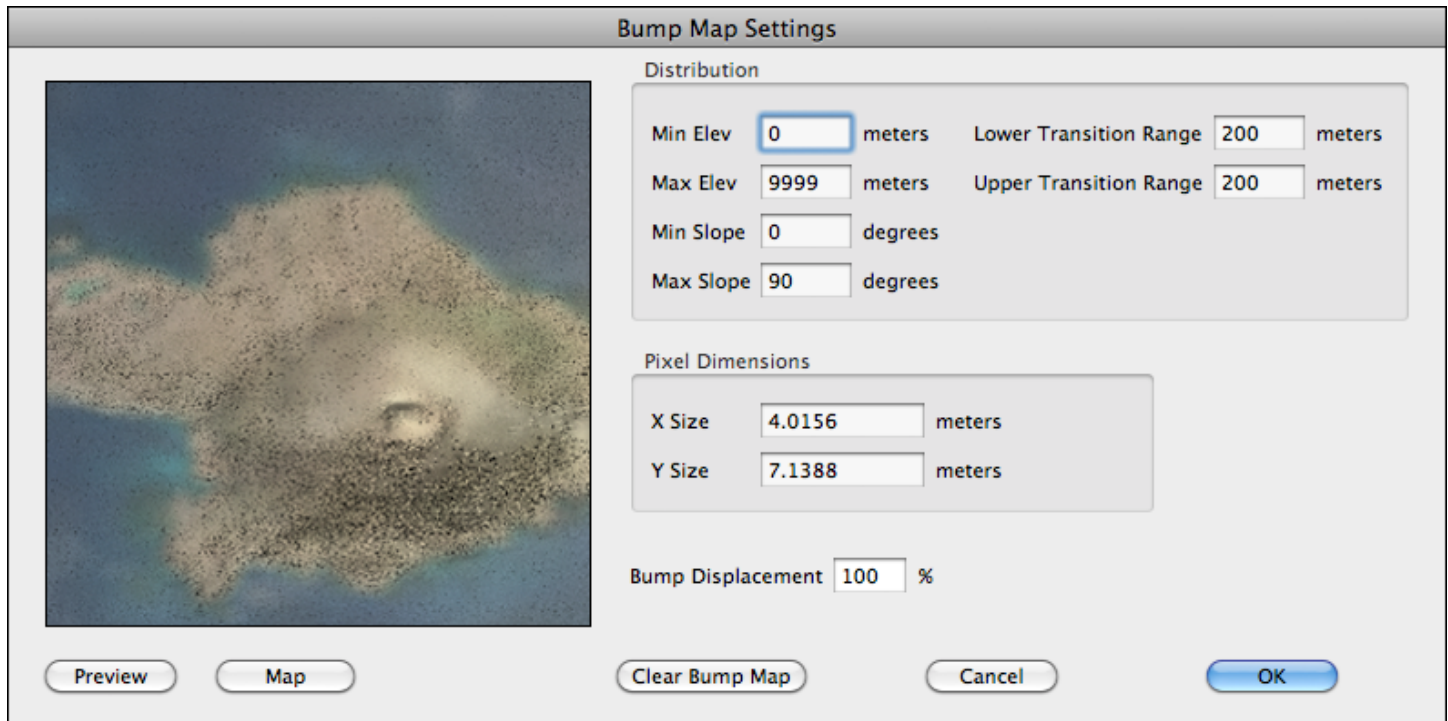 Bump Map Settings
Distribution
Min Elev 0 meters Lower Transition Range 200 meters
Max Elev 9999 meters Upper Transition Range 200 meters
Min Slope 0 degrees
Max Slope 90 degrees
Pixel Dimensions
X Size 4.0156 meters
Y Size 7.1388 meters
Bump Displacement 100 %
Preview Map Clear Bump Map Cancel OK